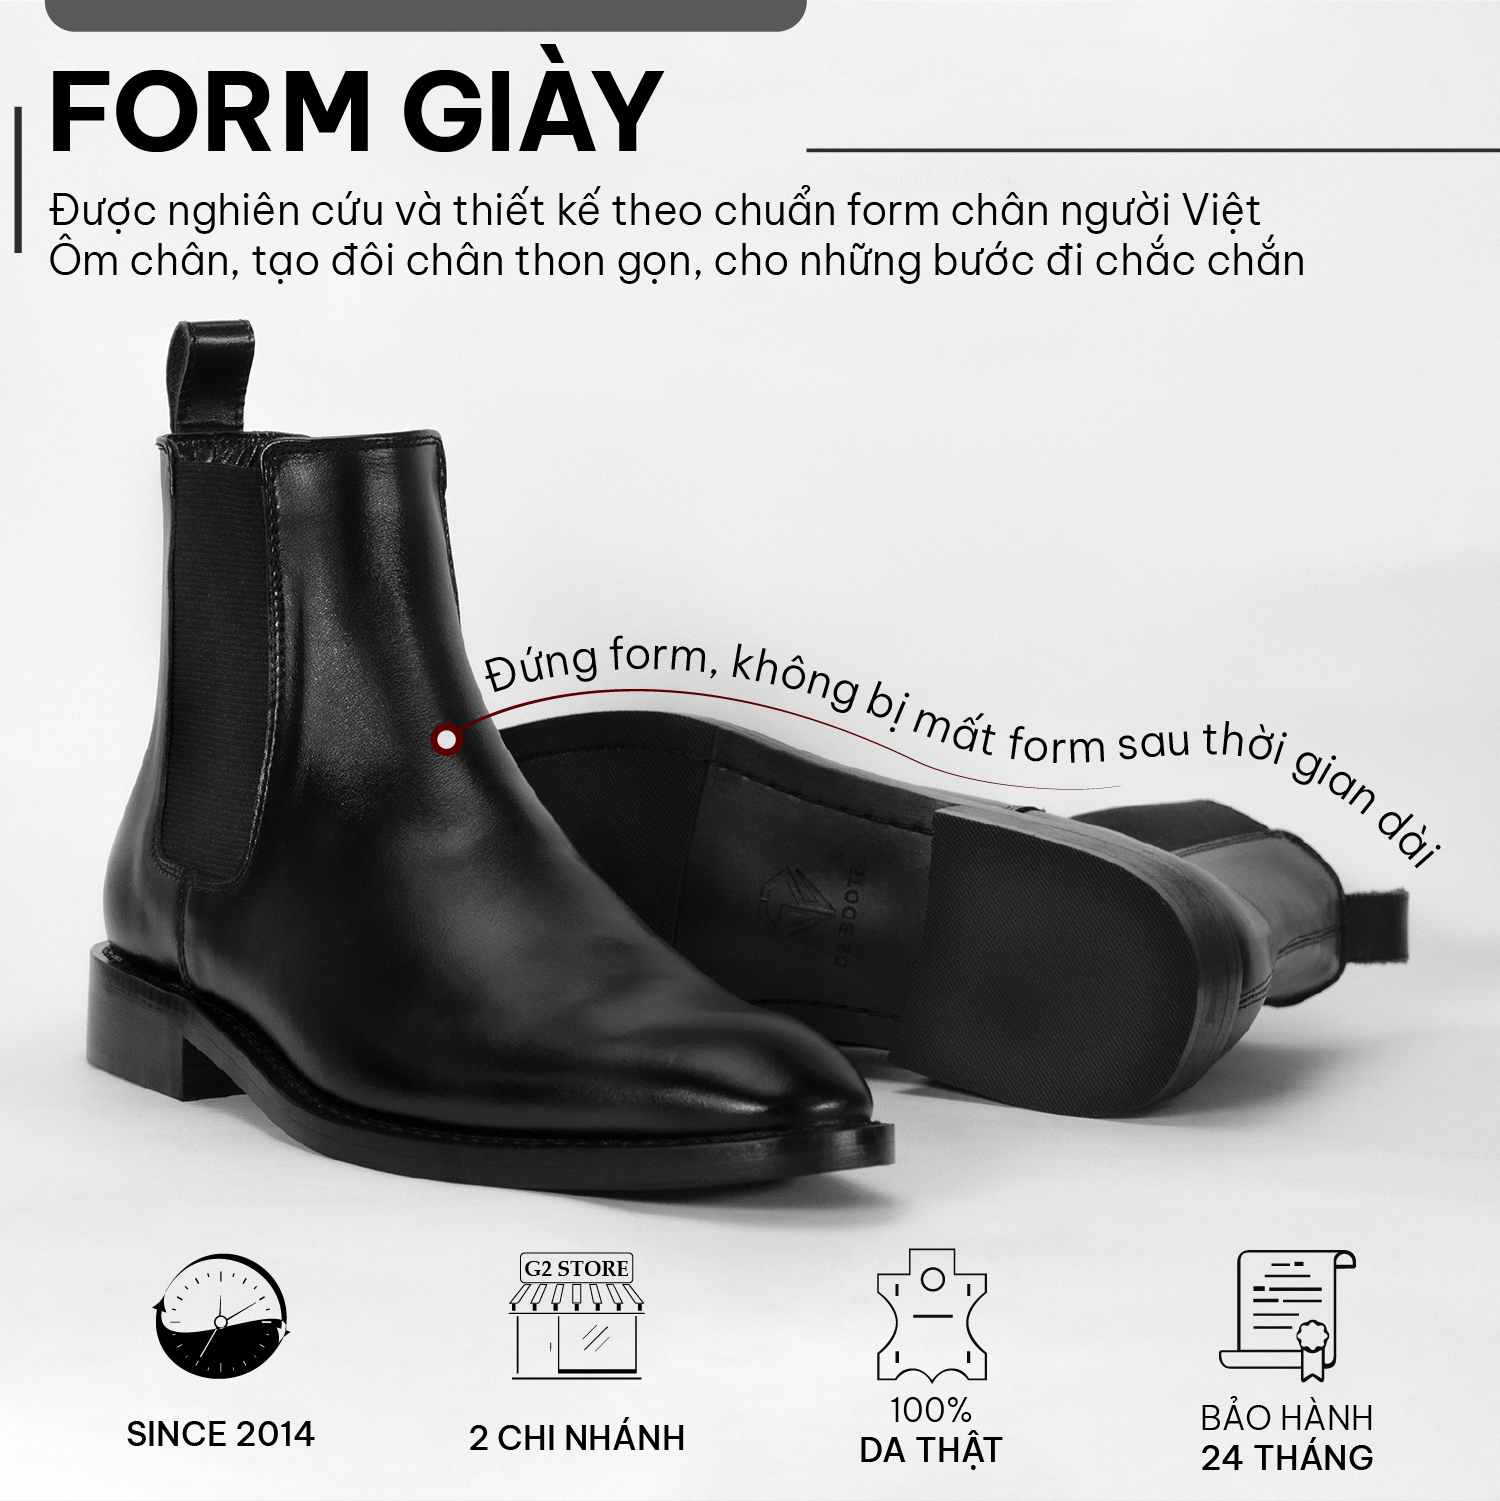 FORM GIÀY
Được nghiên cứu và thiết kế theo chuẩn form chân người Việt
Ôm chân, tạo đôi chân thon gọn, cho những bước đi chắc chắn
Đứng form, không bị mất form sau thời gian dài
G2 BOOTS
G2 STORE
SINCE 2014
2 CHI NHÁNH
100%
DA THẬT
BẢO HÀNH
24 THÁNG